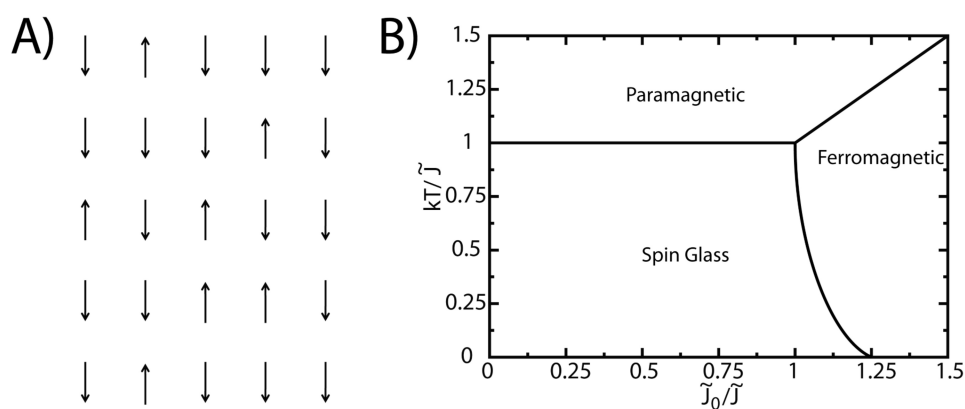 A)
B)
1.5
1.25
1
0.75
0.5
0.25
0
kT/J̃
Paramagnetic
Ferromagnetic
Spin Glass
0 0.25 0.5 0.75 1 1.25 1.5
J̃₀/J̃